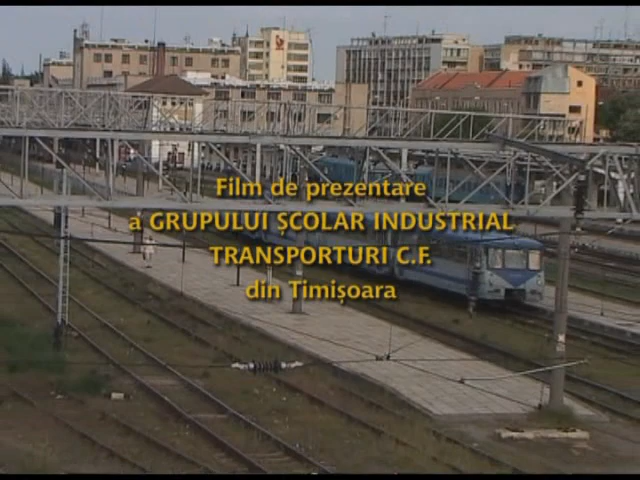 Film de prezentare
a GRUPULUI ȘCOLAR INDUSTRIAL
TRANSPORTURI C.F.
din Timișoara